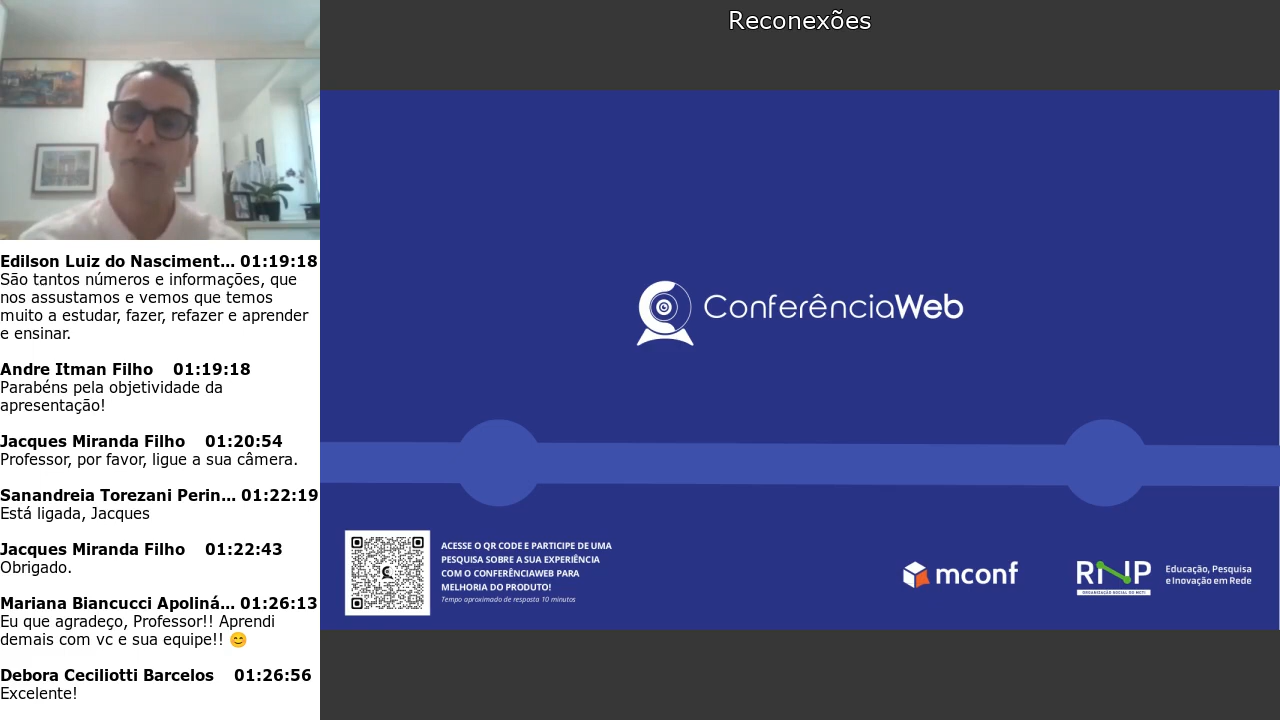 Reconexões
Edilson Luiz do Nasciment... 01:19:18
São tantos números e informações, que
nos assustamos e vemos que temos
muito a estudar, fazer, refazer e aprender
e ensinar.
Andre Itman Filho 01:19:18
Parabéns pela objetividade da
apresentação!
Jacques Miranda Filho 01:20:54
Professor, por favor, ligue a sua câmera.
Sanandreia Torezani Perin... 01:22:19
Está ligada, Jacques
Jacques Miranda Filho 01:22:43
Obrigado.
Mariana Biancucci Apoliná... 01:26:13
Eu que agradeço, Professor!! Aprendi
demais com vc e sua equipe!! 😊
Debora Ceciliotti Barcelos 01:26:56
Excelente!
ConferênciaWeb
ACESSE O QR CODE E PARTICIPE DE UMA
PESQUISA SOBRE A SUA EXPERIÊNCIA
COM O CONFERÊNCIAWEB PARA
MELHORIA DO PRODUTO!
Tempo aproximado de resposta 10 minutos
mconf
RNP
ORGANIZAÇÃO SOCIAL DO MCTI
Educação, Pesquisa
e Inovação em Rede